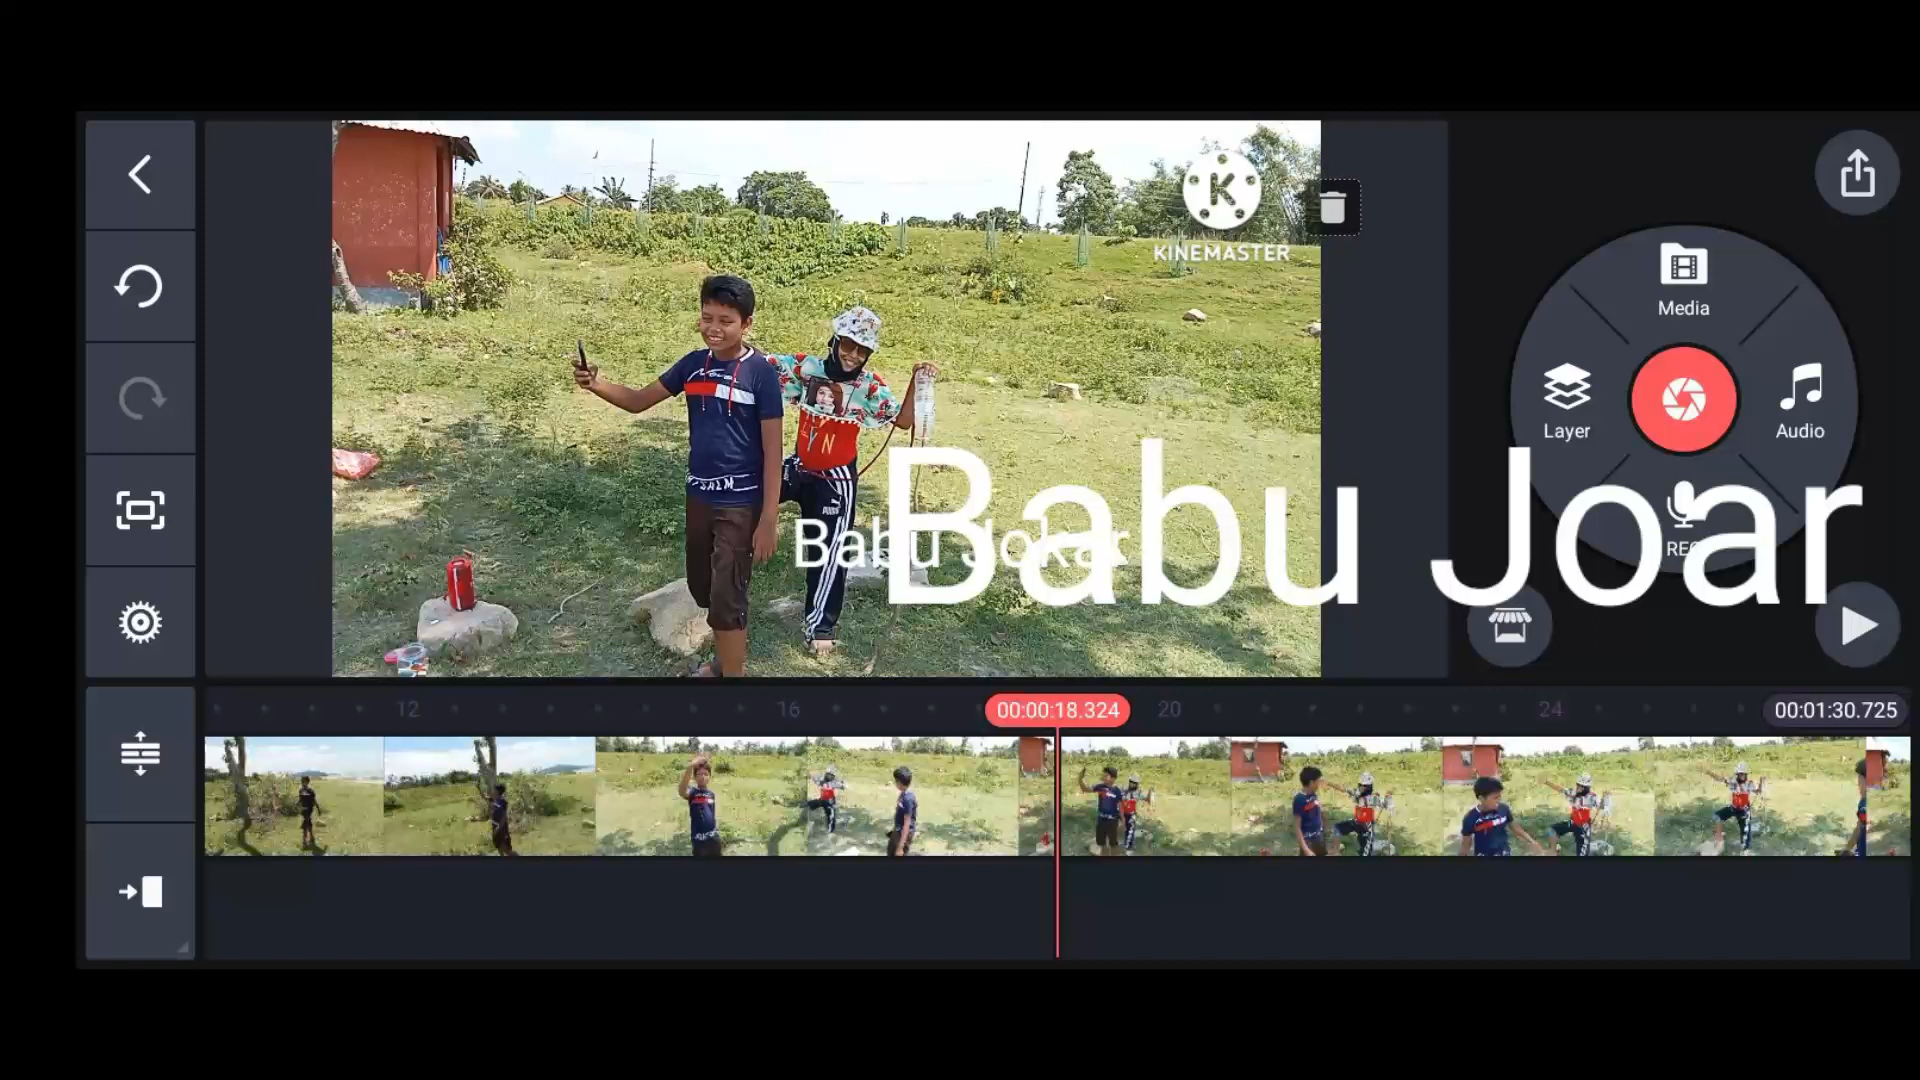 KINEMASTER
Media
Layer
Audio
REC
Babu Joar
Babu Jokar
12
16
00:00:18.324
20
24
00:01:30.725